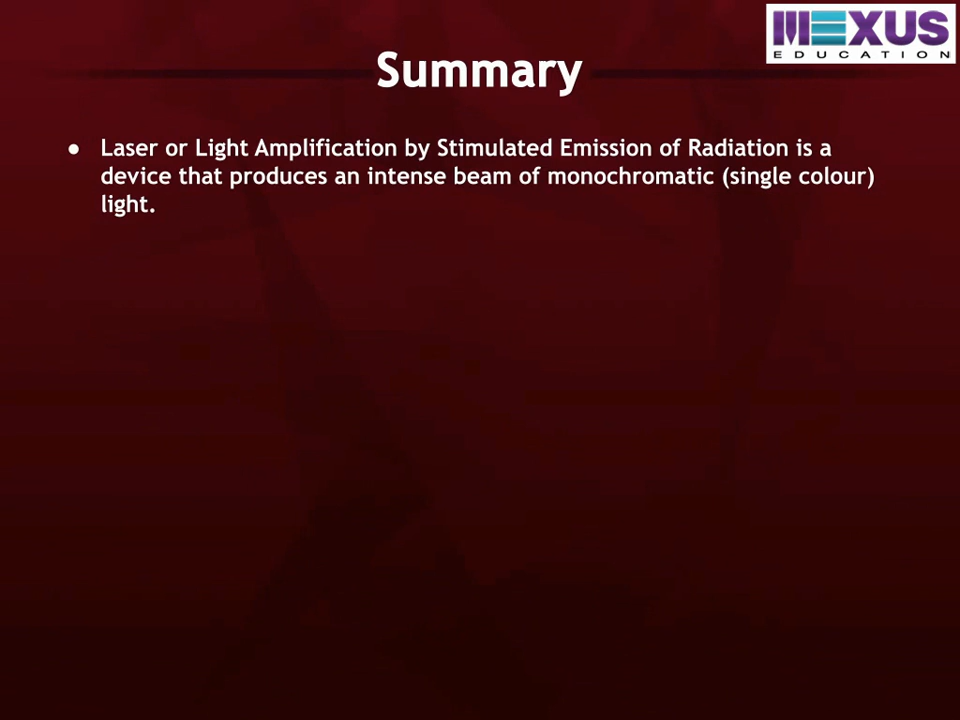 MEXUS
EDUCATION
Summary
● Laser or Light Amplification by Stimulated Emission of Radiation is a
device that produces an intense beam of monochromatic (single colour)
light.